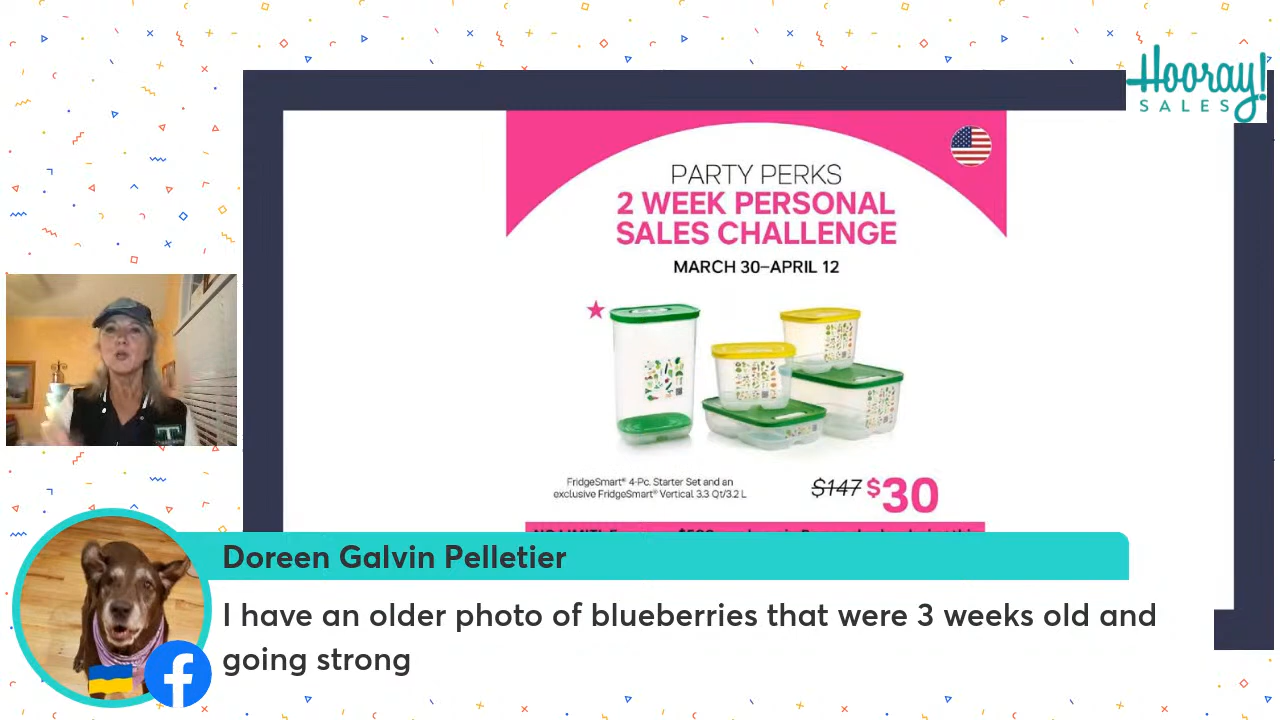 Hooray!
SALES
PARTY PERKS
2 WEEK PERSONAL
SALES CHALLENGE
MARCH 30–APRIL 12
FridgeSmart® 4-Pc. Starter Set and an
exclusive FridgeSmart® Vertical 3.3 Qt/3.2 L
$147 $30
Doreen Galvin Pelletier
I have an older photo of blueberries that were 3 weeks old and
going strong
T